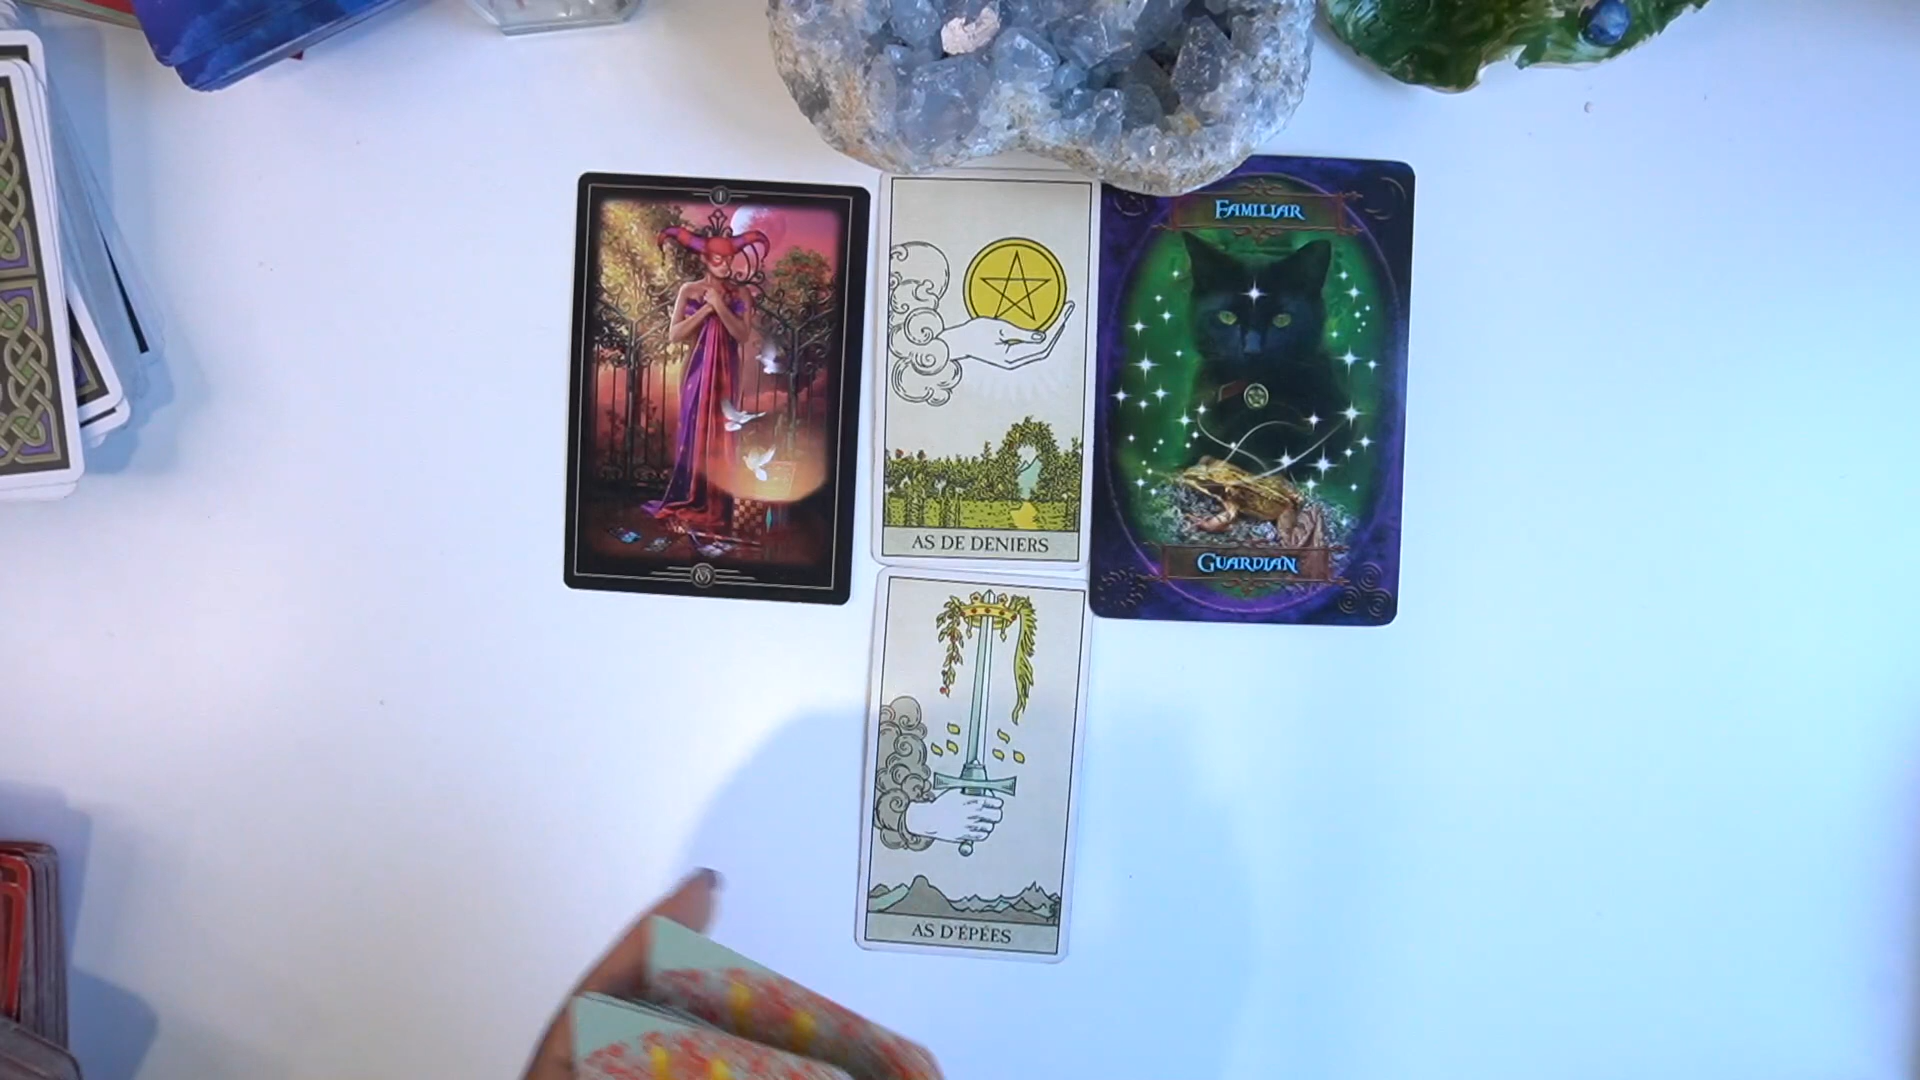 I
AS DE DENIERS
FAMILIAR
GUARDIAN
AS D'ÉPÉES